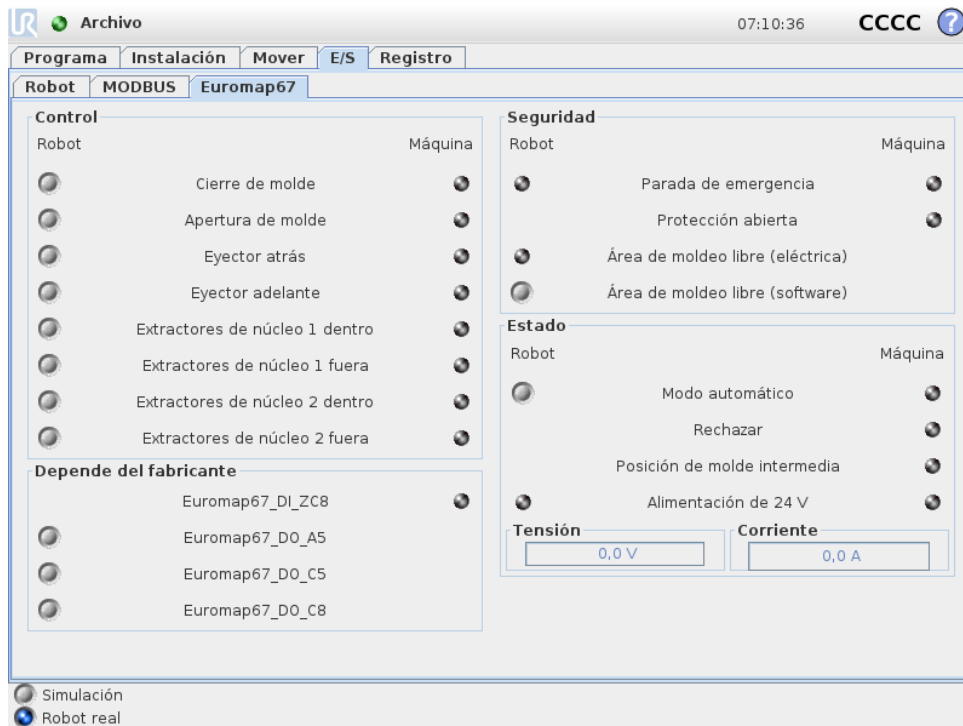 UR Archivo 07:10:36 CCCC ?
Programa Instalación Mover E/S Registro
Robot MODBUS Euromap67
Control
Robot Máquina
Cierre de molde
Apertura de molde
Eyector atrás
Eyector adelante
Extractores de núcleo 1 dentro
Extractores de núcleo 1 fuera
Extractores de núcleo 2 dentro
Extractores de núcleo 2 fuera
Depende del fabricante
Euromap67_DI_ZC8
Euromap67_DO_A5
Euromap67_DO_C5
Euromap67_DO_C8
Seguridad
Robot Máquina
Parada de emergencia
Protección abierta
Área de moldeo libre (eléctrica)
Área de moldeo libre (software)
Estado
Robot Máquina
Modo automático
Rechazar
Posición de molde intermedia
Alimentación de 24 V
Tensión Corriente
0,0 V 0,0 A
Simulación
Robot real